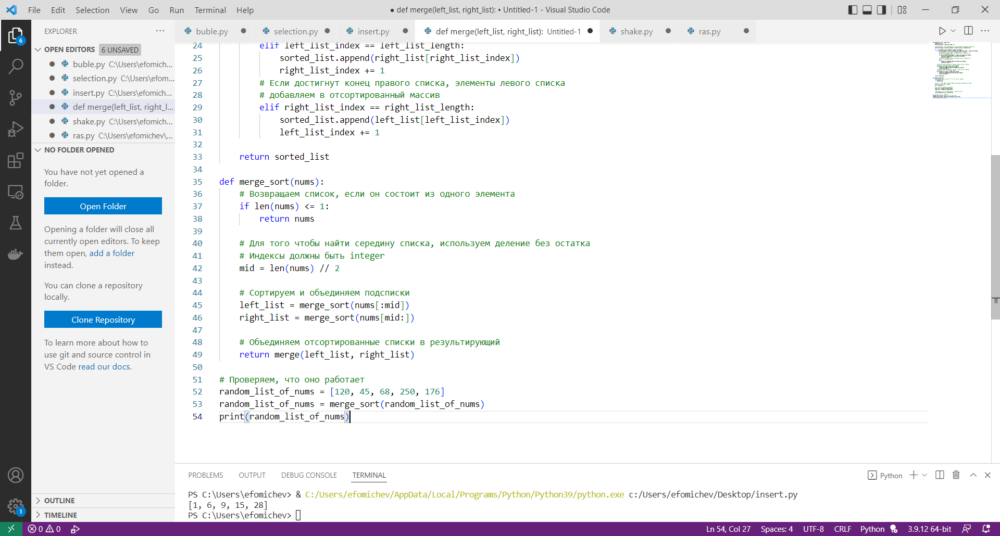 File Edit Selection View Go Run Terminal Help
● def merge(left_list, right_list): • Untitled-1 - Visual Studio Code
EXPLORER ···
buble.py ● selection.py ● insert.py ● def merge(left_list, right_list): Untitled-1 ● shake.py ● ras.py ●
OPEN EDITORS 6 UNSAVED
● buble.py C:\Users\efomich...
● selection.py C:\Users\efom...
● insert.py C:\Users\efomich...
● def merge(left_list, right_l...
● shake.py C:\Users\efomich...
● ras.py C:\Users\efomichev\...
NO FOLDER OPENED
You have not yet opened a
folder.
Open Folder
Opening a folder will close all
currently open editors. To keep
them open, add a folder
instead.
You can clone a repository
locally.
Clone Repository
To learn more about how to
use git and source control in
VS Code read our docs.
OUTLINE
TIMELINE
6
1
24 elif left_list_index == left_list_length:
25 sorted_list.append(right_list[right_list_index])
26 right_list_index += 1
27 # Если достигнут конец правого списка, элементы левого списка
28 # добавляем в отсортированный массив
29 elif right_list_index == right_list_length:
30 sorted_list.append(left_list[left_list_index])
31 left_list_index += 1
32
33 return sorted_list
34
35 def merge_sort(nums):
36 # Возвращаем список, если он состоит из одного элемента
37 if len(nums) <= 1:
38 return nums
39
40 # Для того чтобы найти середину списка, используем деление без остатка
41 # Индексы должны быть integer
42 mid = len(nums) // 2
43
44 # Сортируем и объединяем подсписки
45 left_list = merge_sort(nums[:mid])
46 right_list = merge_sort(nums[mid:])
47
48 # Объединяем отсортированные списки в результирующий
49 return merge(left_list, right_list)
50
51 # Проверяем, что оно работает
52 random_list_of_nums = [120, 45, 68, 250, 176]
53 random_list_of_nums = merge_sort(random_list_of_nums)
54 print(random_list_of_nums)
PROBLEMS OUTPUT DEBUG CONSOLE TERMINAL Python
PS C:\Users\efomichev> & C:/Users/efomichev/AppData/Local/Programs/Python/Python39/python.exe c:/Users/efomichev/Desktop/insert.py
[1, 6, 9, 15, 28]
PS C:\Users\efomichev>
0 0 Ln 54, Col 27 Spaces: 4 UTF-8 CRLF Python 3.9.12 64-bit